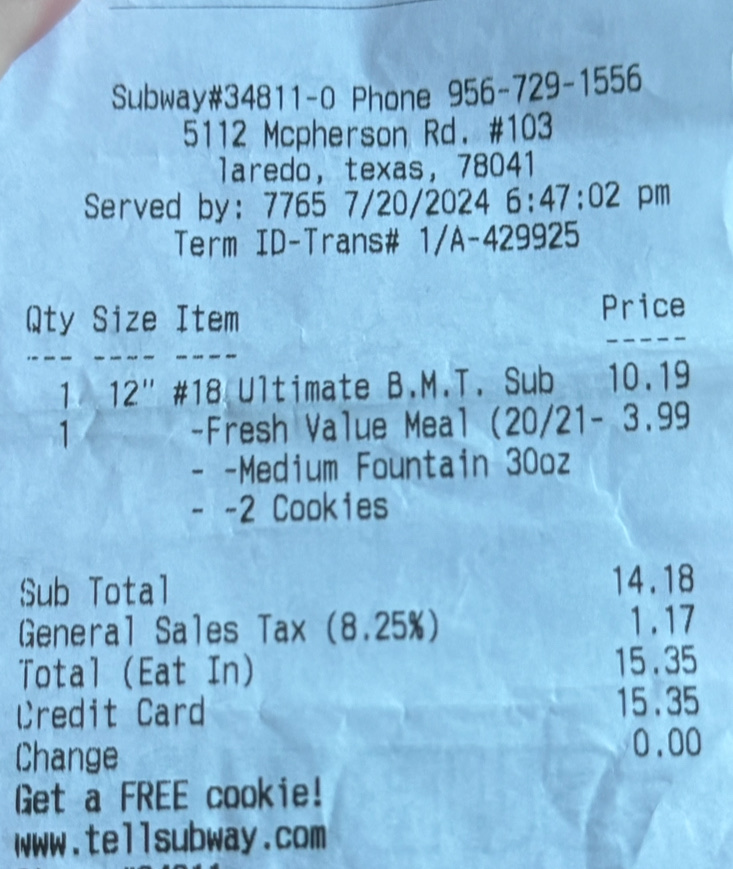 Subway#34811-0 Phone 956-729-1556
5112 Mcpherson Rd. #103
laredo, texas, 78041
Served by: 7765 7/20/2024 6:47:02 pm
Term ID-Trans# 1/A-429925
Qty Size Item Price
--- ---- ---- -----
1 12" #18 Ultimate B.M.T. Sub 10.19
1 -Fresh Value Meal (20/21- 3.99
- -Medium Fountain 30oz
- -2 Cookies
Sub Total 14.18
General Sales Tax (8.25%) 1.17
Total (Eat In) 15.35
Credit Card 15.35
Change 0.00
Get a FREE cookie!
www.tellsubway.com